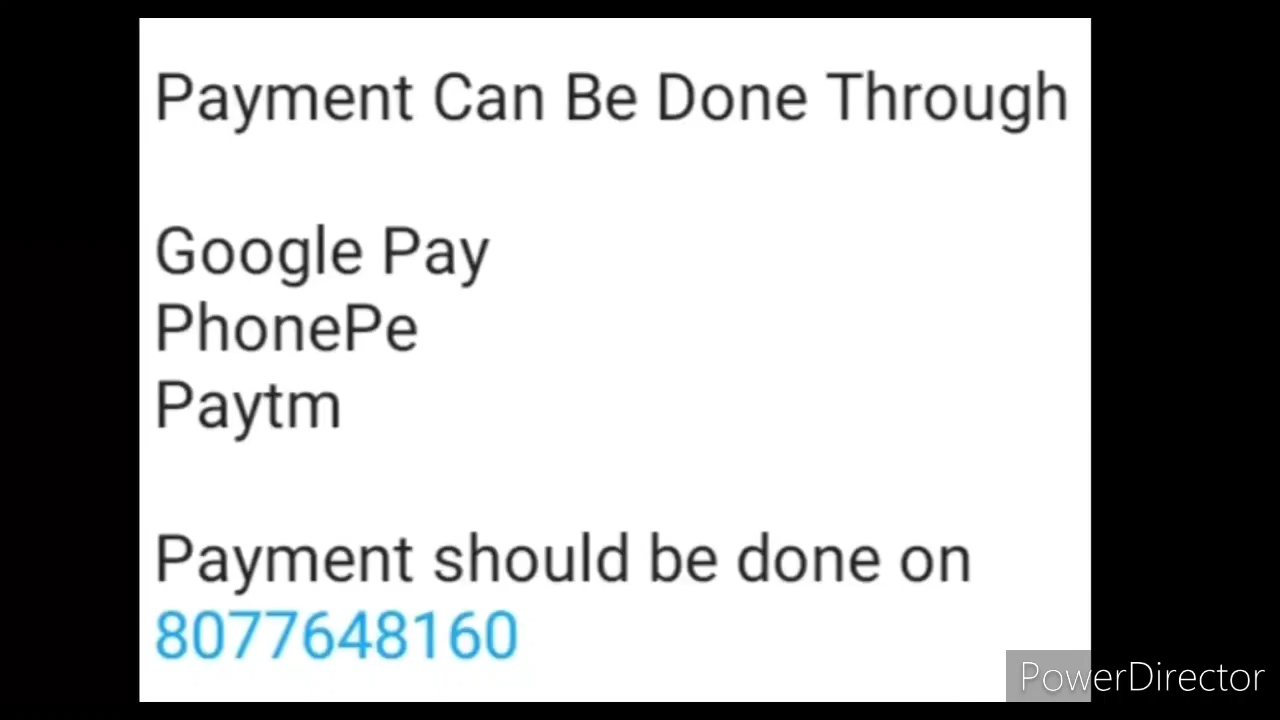 Payment Can Be Done Through
Google Pay
PhonePe
Paytm
Payment should be done on
8077648160
PowerDirector